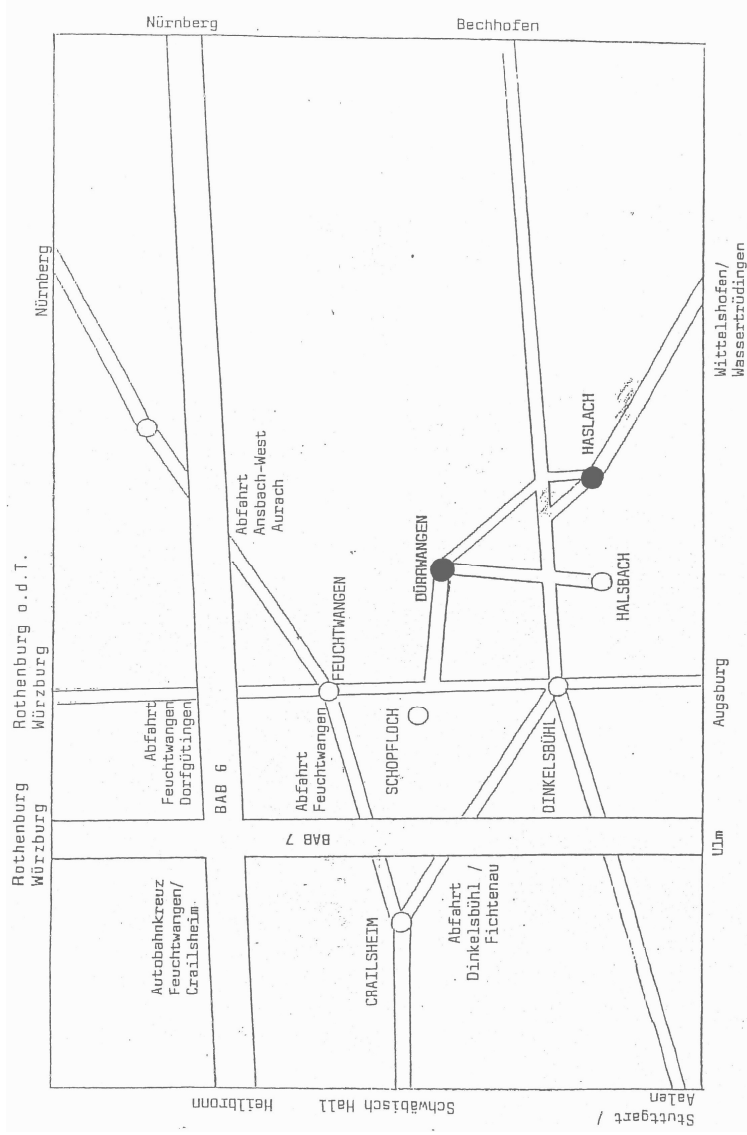 Nürnberg
Bechhofen
Nürnberg
Wittelshofen/
Wassertrüdingen
Abfahrt
Ansbach-West
Aurach
HASLACH
DÜRRWANGEN
HALSBACH
FEUCHTWANGEN
Rothenburg o.d.T.
Würzburg
Abfahrt
Feuchtwangen
Dorfgütingen
Abfahrt
Feuchtwangen
SCHOPFLOCH
DINKELSBÜHL
Augsburg
BAB 6
Rothenburg
Würzburg
BAB 7
Ulm
Autobahnkreuz
Feuchtwangen/
Crailsheim
CRAILSHEIM
Abfahrt
Dinkelsbühl /
Fichtenau
Heilbronn
Schwäbisch Hall
Stuttgart /
Aalen